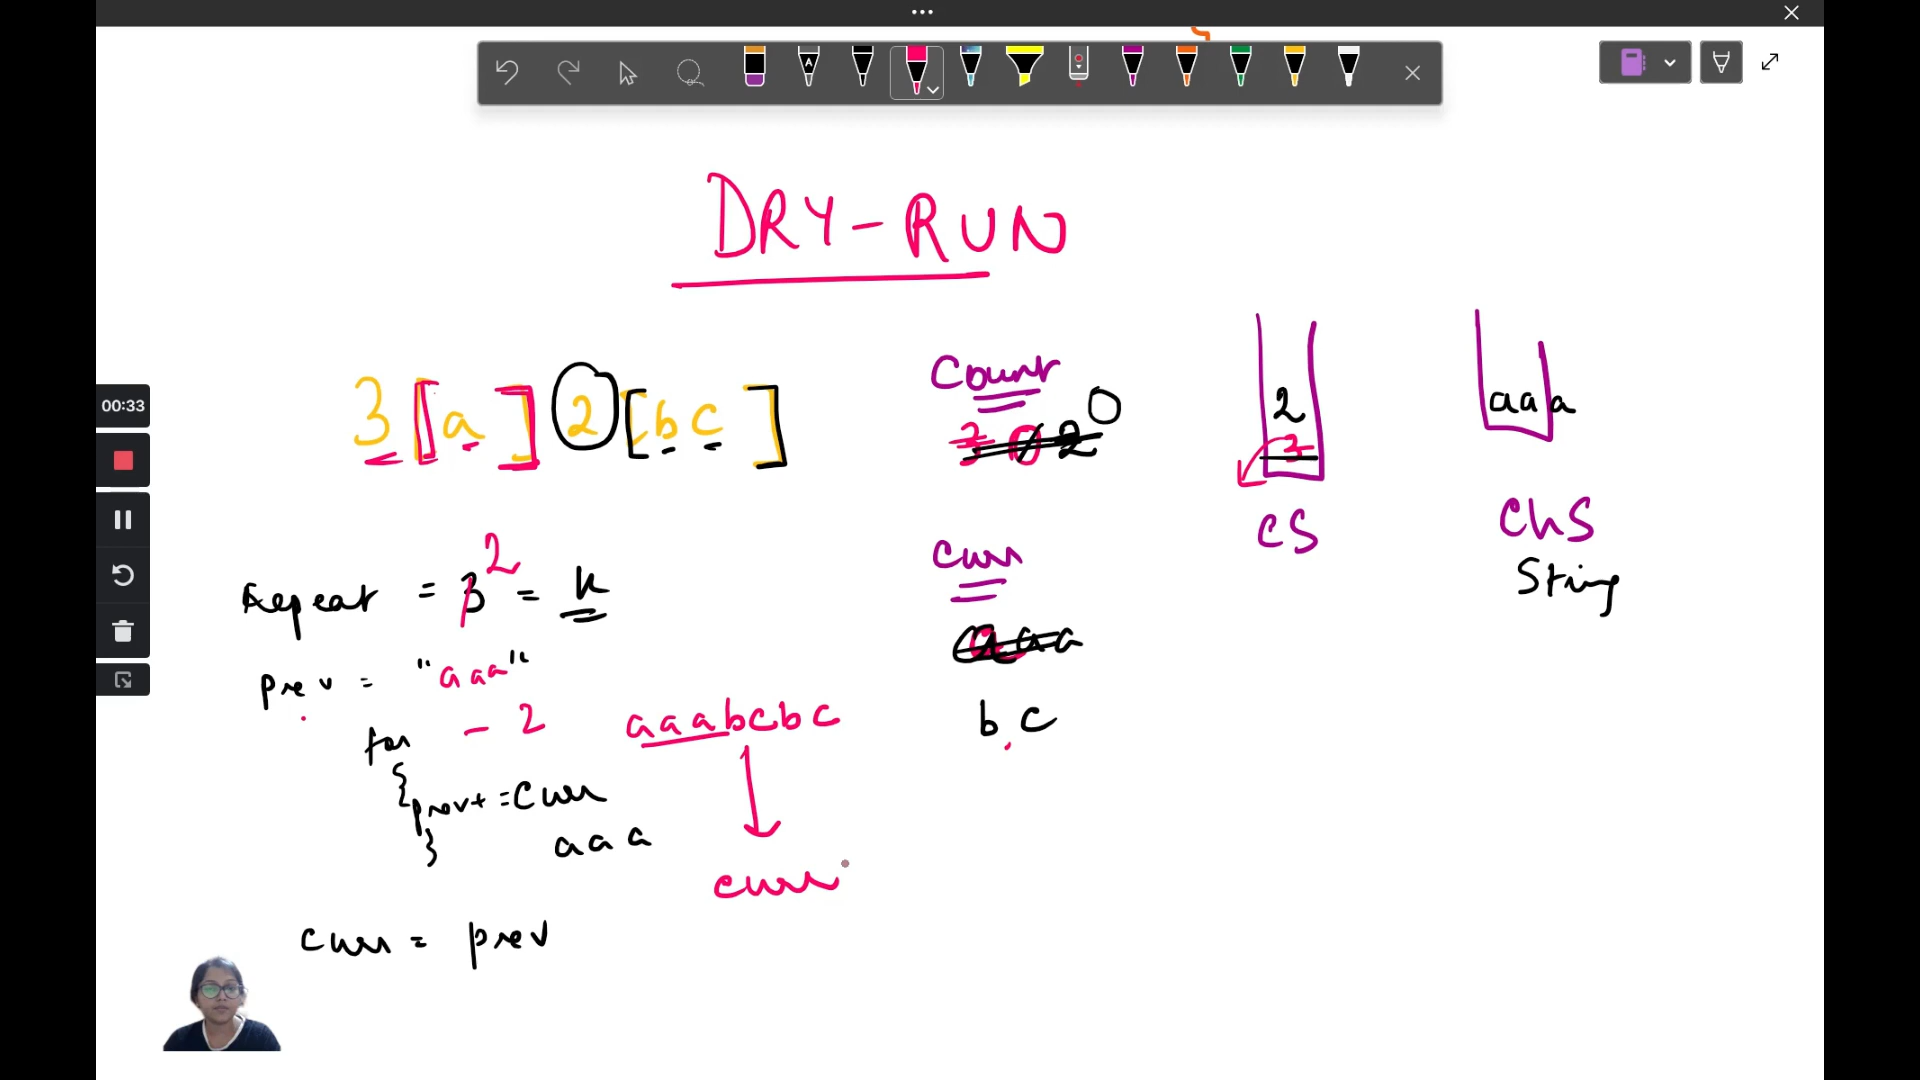 00:33
DRY-RUN
3[a]2[bc]
Count
3 0 2 0
2
3
CS
aaa
ChS
String
Repeat = 3 2 = k
prev = "aaa"
for - 2
{
prev+=curr
}
aaa
curr = prev
aaabcbc
curr
curr
aaa
bc